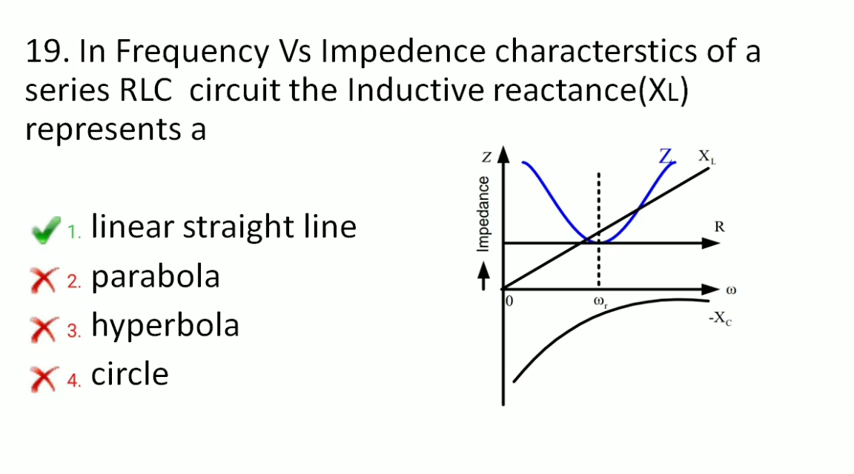 19. In Frequency Vs Impedence characterstics of a
series RLC circuit the Inductive reactance(XL)
represents a
1. linear straight line
2. parabola
3. hyperbola
4. circle
Z
Z
XL
Impedance
R
0
ωr
ω
-XC